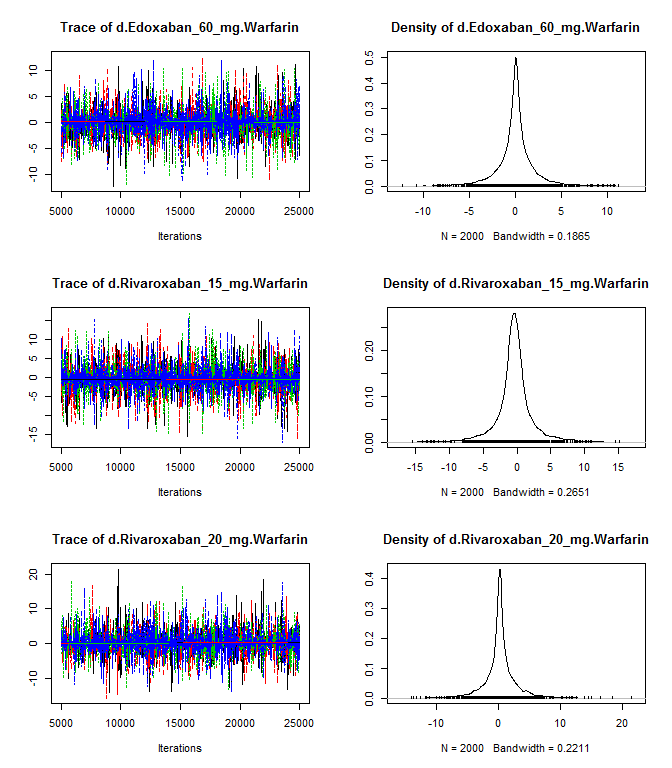 Trace of d.Edoxaban_60_mg.Warfarin
10
5
0
-5
-10
5000 10000 15000 20000 25000
Iterations
Density of d.Edoxaban_60_mg.Warfarin
0.5
0.4
0.3
0.2
0.1
0.0
-10 -5 0 5 10
N = 2000 Bandwidth = 0.1865
Trace of d.Rivaroxaban_15_mg.Warfarin
10
5
0
-5
-15
5000 10000 15000 20000 25000
Iterations
Density of d.Rivaroxaban_15_mg.Warfarin
0.20
0.10
0.00
-15 -10 -5 0 5 10 15
N = 2000 Bandwidth = 0.2651
Trace of d.Rivaroxaban_20_mg.Warfarin
20
10
0
-10
5000 10000 15000 20000 25000
Iterations
Density of d.Rivaroxaban_20_mg.Warfarin
0.4
0.3
0.2
0.1
0.0
-10 0 10 20
N = 2000 Bandwidth = 0.2211